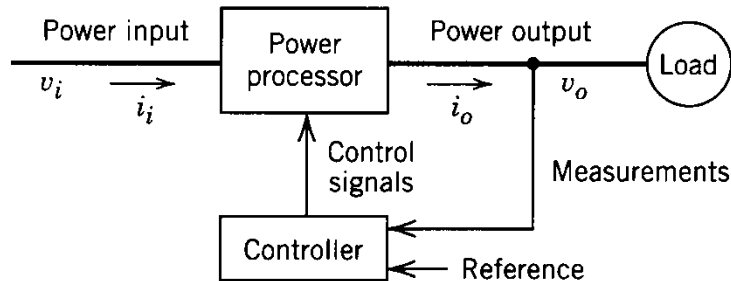 Power input
Power processor
Power output
Load
v_i
i_i
i_o
v_o
Control signals
Measurements
Controller
Reference